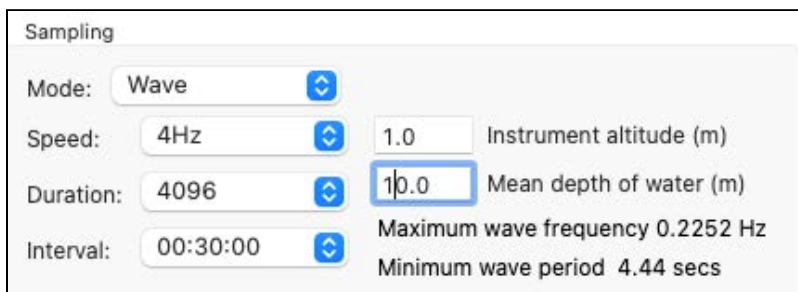 Sampling
Mode: Wave
Speed: 4Hz 1.0 Instrument altitude (m)
Duration: 4096 10.0 Mean depth of water (m)
Interval: 00:30:00 Maximum wave frequency 0.2252 Hz
Minimum wave period 4.44 secs